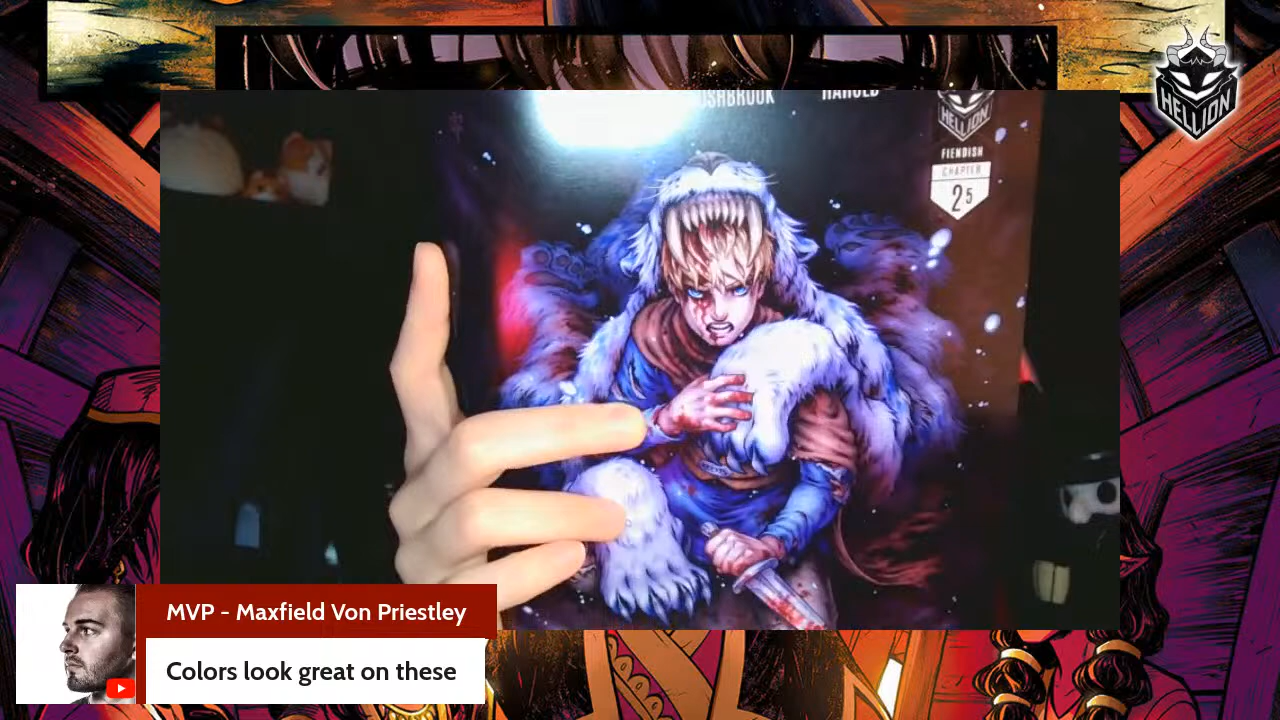 HELLION
HELLION
FIENDISH
CHAPTER
25
MVP - Maxfield Von Priestley
Colors look great on these